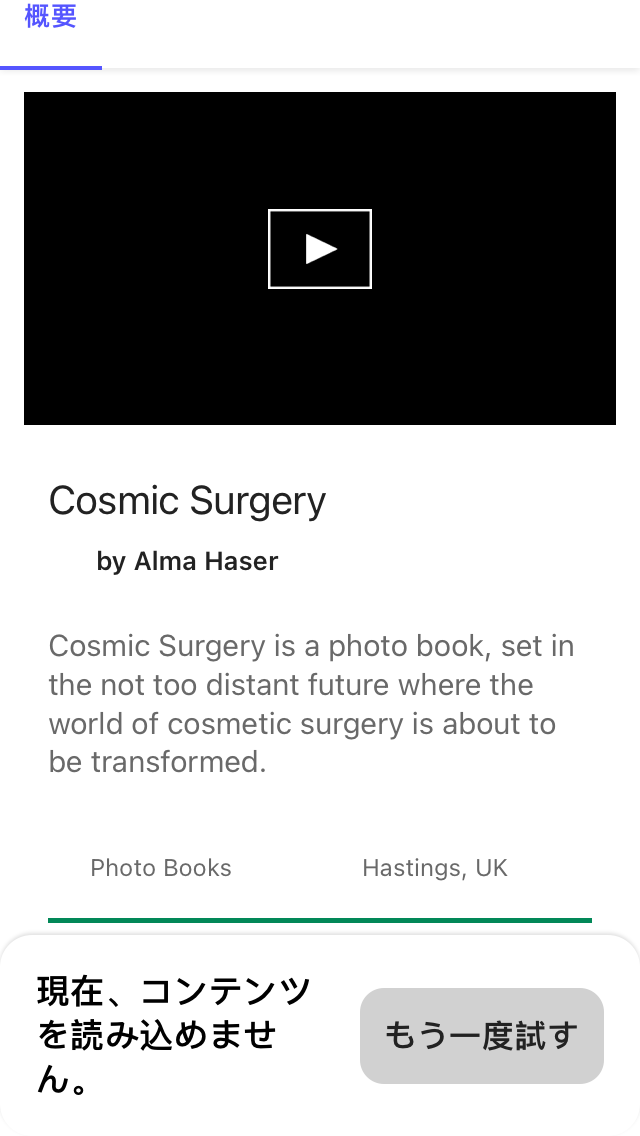 概要
Cosmic Surgery
by Alma Haser
Cosmic Surgery is a photo book, set in
the not too distant future where the
world of cosmetic surgery is about to
be transformed.
Photo Books
Hastings, UK
現在、コンテンツ
を読み込めませ
ん。
もう一度試す